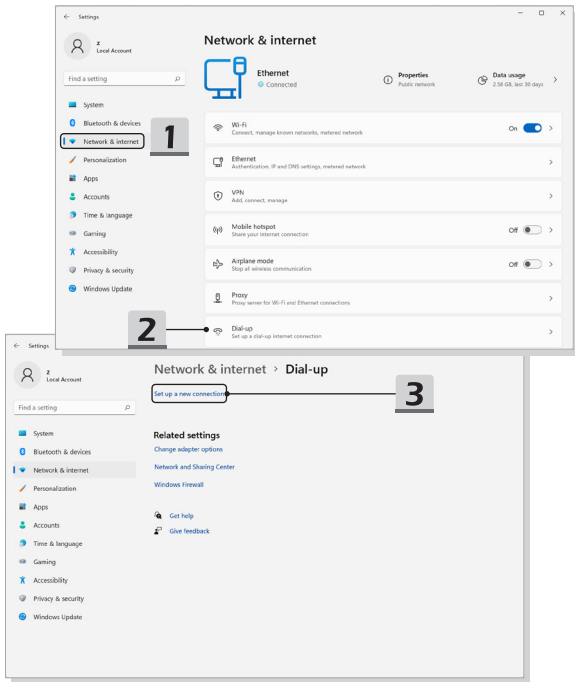 Settings
z
Local Account
Find a setting
System
Bluetooth & devices
Network & internet
Personalization
Apps
Accounts
Time & language
Gaming
Accessibility
Privacy & security
Windows Update
1
Network & internet
Ethernet
Connected
Properties
Public network
Data usage
2.58 GB, last 30 days
Wi-Fi
Connect, manage known networks, metered network
On
Ethernet
Authentication, IP and DNS settings, metered network
VPN
Add, connect, manage
Mobile hotspot
Share your internet connection
Off
Airplane mode
Stop all wireless communication
Off
Proxy
Proxy server for Wi-Fi and Ethernet connections
2
Dial-up
Set up a dial-up internet connection
Settings
z
Local Account
Find a setting
System
Bluetooth & devices
Network & internet
Personalization
Apps
Accounts
Time & language
Gaming
Accessibility
Privacy & security
Windows Update
Network & internet > Dial-up
Set up a new connection
3
Related settings
Change adapter options
Network and Sharing Center
Windows Firewall
Get help
Give feedback